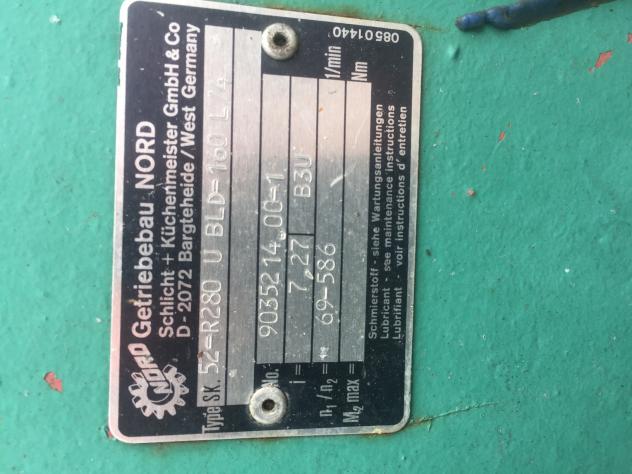 NORD
Getriebebau NORD
Schlicht + Küchenmeister GmbH & Co
D - 2072 Bargteheide / West Germany
Type SK. 52=R280 U BLD=160 L/4
No. 9035214.00=1
i = 7,27 B3U
n₁ / n₂ = 69-586 1/min
M₂ max = Nm
Schmierstoff - siehe Wartungsanleitungen
Lubricant - see maintenance instructions
Lubrifiant - voir instructions d'entretien
08501440